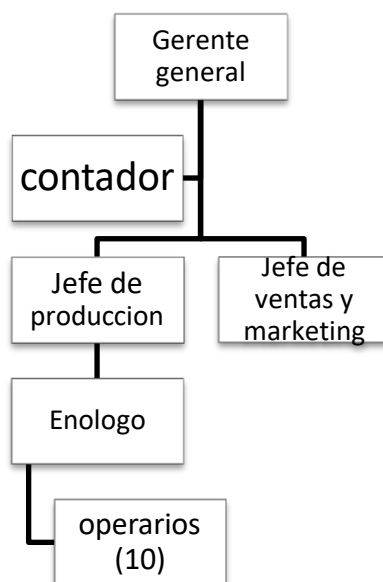 Gerente
general
contador
Jefe de
produccion
Jefe de
ventas y
marketing
Enologo
operarios
(10)